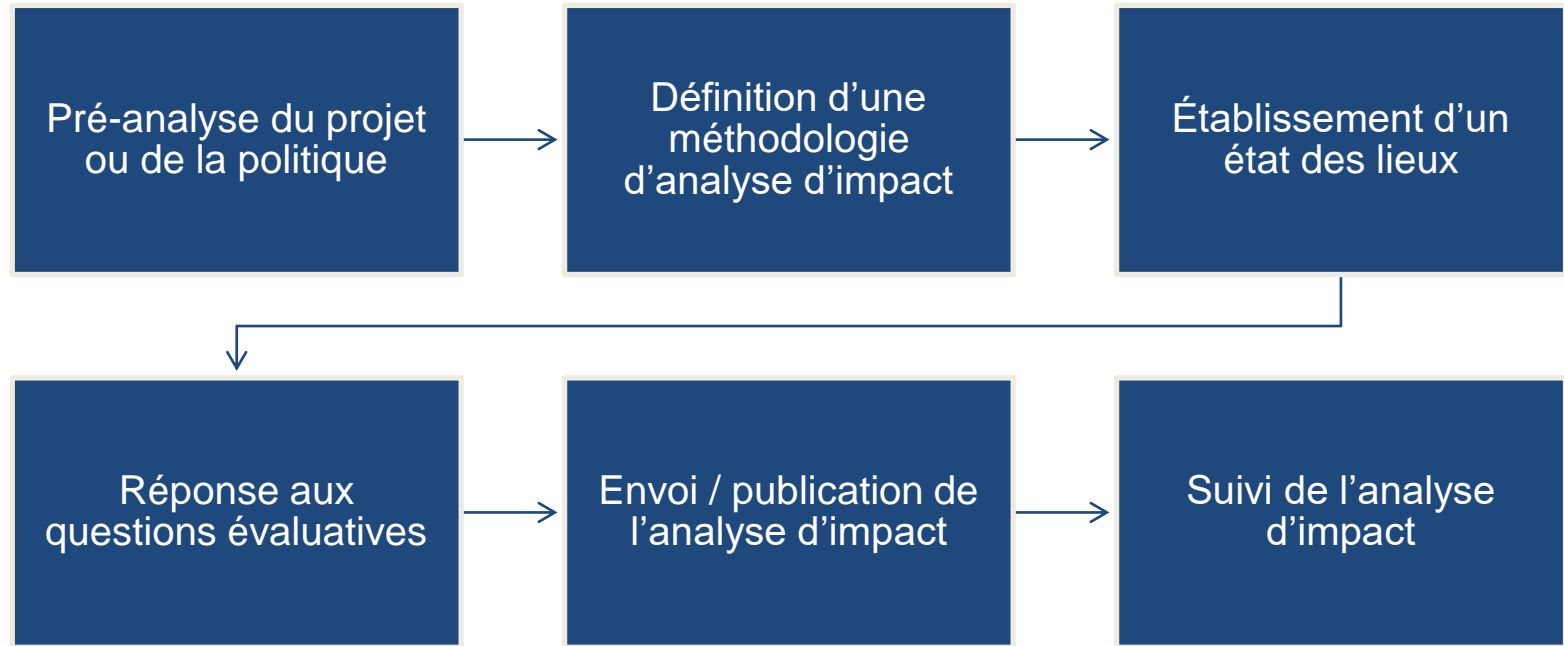 Pré-analyse du projet
ou de la politique
Définition d’une
méthodologie
d’analyse d’impact
Établissement d’un
état des lieux
Réponse aux
questions évaluatives
Envoi / publication de
l’analyse d’impact
Suivi de l’analyse
d’impact